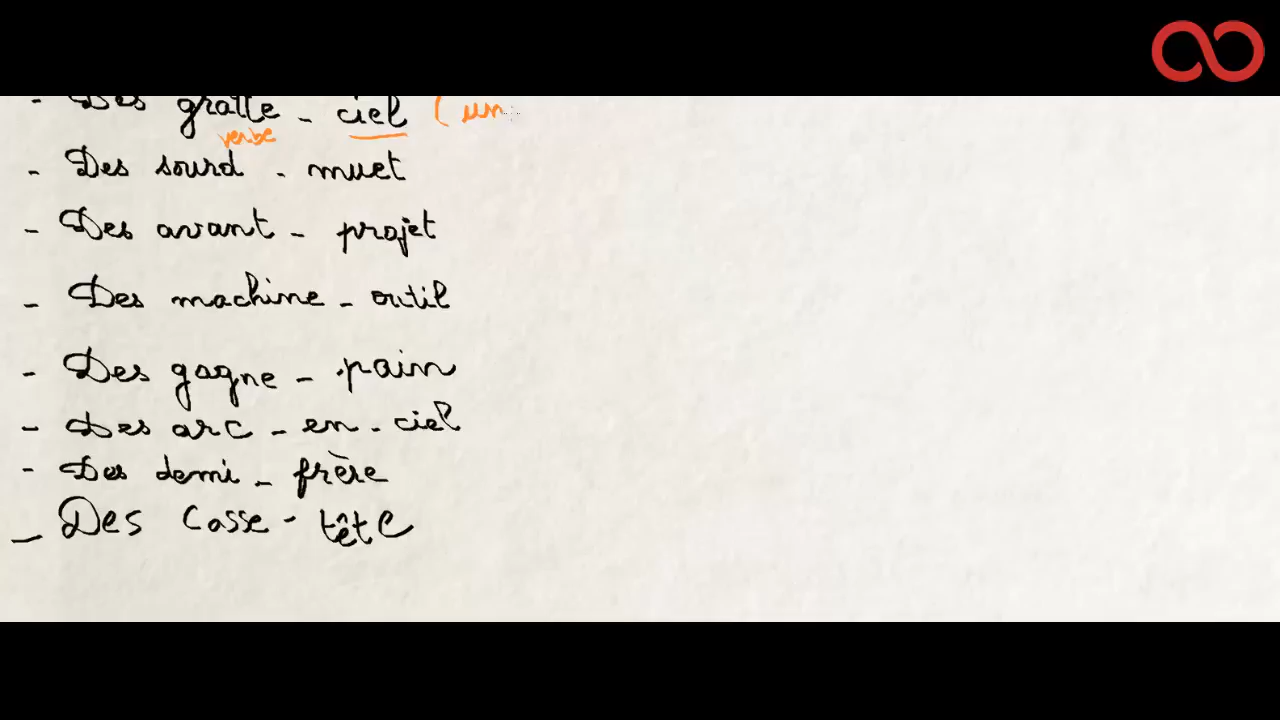 - Des gratte - ciel ( un
verbe
- Des sourd - muet
- Des avant - projet
- Des machine - outil
- Des gagne - pain
- Des arc - en - ciel
- Des demi - frère
- Des casse - tête